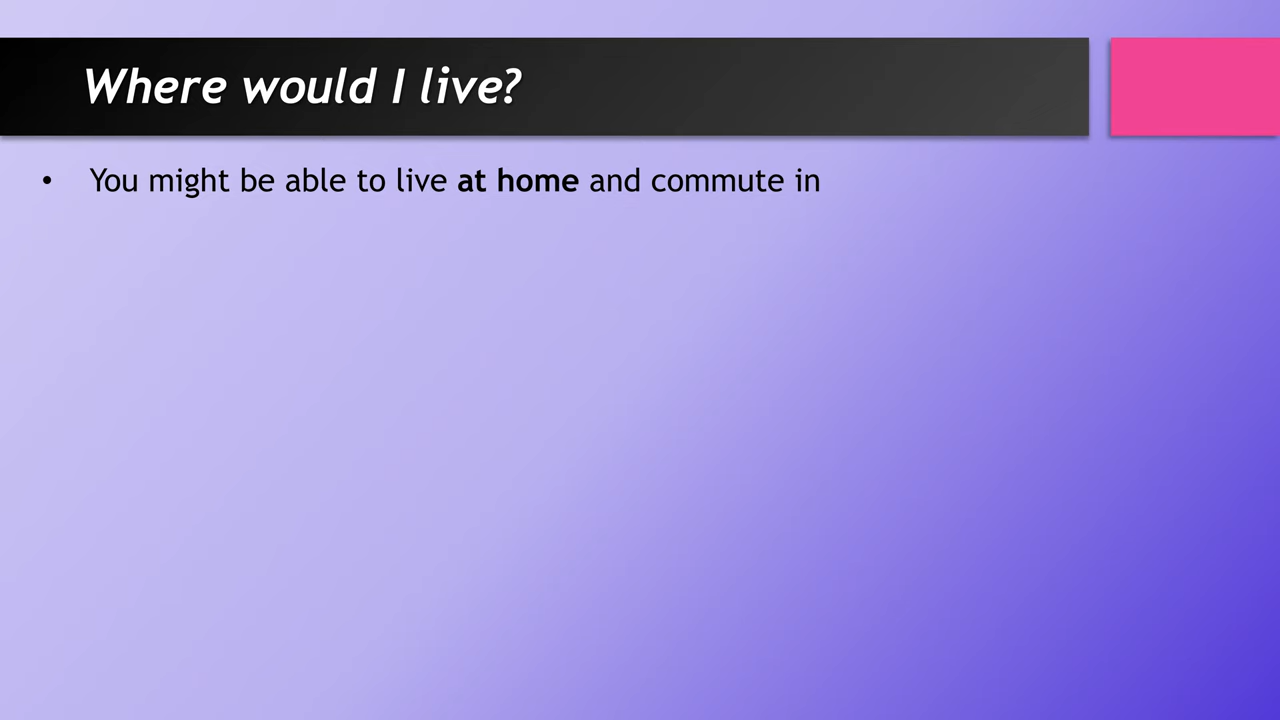 Where would I live?
• You might be able to live at home and commute in